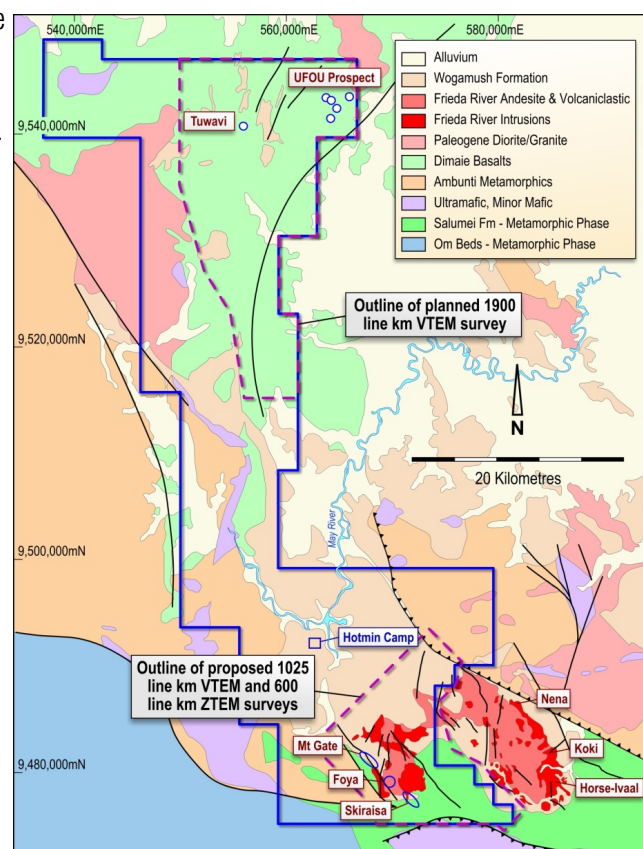 540,000mE
560,000mE
580,000mE
UFOU Prospect
Tuwavi
9,540,000mN
Alluvium
Wogamush Formation
Frieda River Andesite & Volcaniclastic
Frieda River Intrusions
Paleogene Diorite/Granite
Dimaie Basalts
Ambunti Metamorphics
Ultramafic, Minor Mafic
Salumei Fm - Metamorphic Phase
Om Beds - Metamorphic Phase
9,520,000mN
Outline of planned 1900
line km VTEM survey
N
20 Kilometres
9,500,000mN
May River
Hotmin Camp
Outline of proposed 1025
line km VTEM and 600
line km ZTEM surveys
Nena
Mt Gate
Koki
9,480,000mN
Foya
Horse-Ivaal
Skiraisa